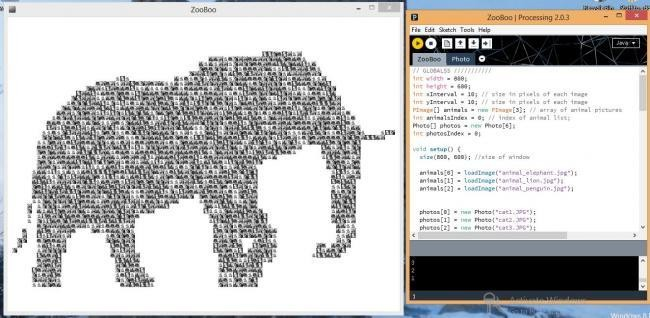 ZooBoo
ZooBoo | Processing 2.0.3
File Edit Sketch Tools Help
Java
ZooBoo Photo
// GLOBALSS ///////////
int width = 800;
int height = 680;
int xInterval = 10; // size in pixels of each image
int yInterval = 10; // size in pixels of each image
PImage[] animals = new PImage[3]; // array of animal pictures
int animalsIndex = 0; // index of animal list;
Photo[] photos = new Photo[6];
int photosIndex = 0;
void setup() {
size(800, 680); //size of window
animals[0] = loadImage("animal_elephant.jpg");
animals[1] = loadImage("animal_lion.jpg");
animals[2] = loadImage("animal_penguin.jpg");
photos[0] = new Photo("cat1.JPG");
photos[1] = new Photo("cat2.JPG");
photos[2] = new Photo("cat3.JPG");
3
2
1
1
Activate Windows